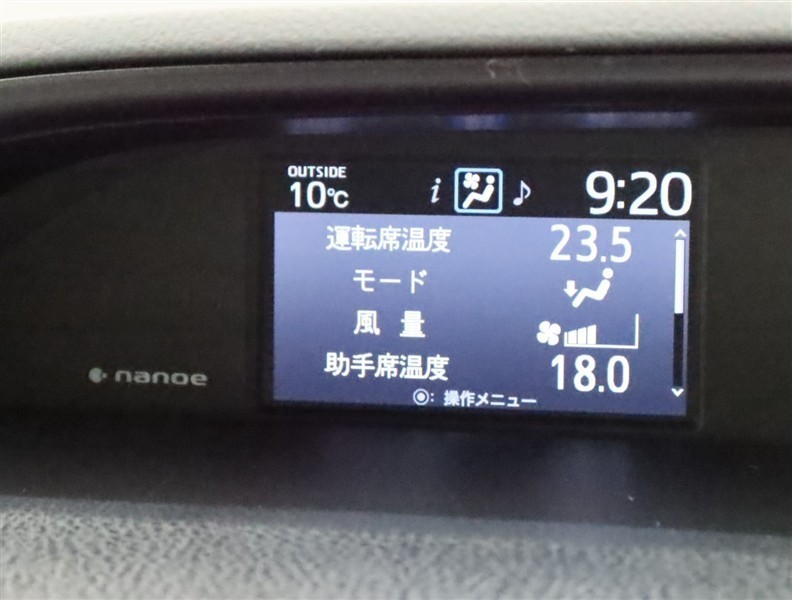 OUTSIDE
10℃ i ♪ 9:20
運転席温度 23.5
モード
風 量
助手席温度 18.0
◉: 操作メニュー
nanoe